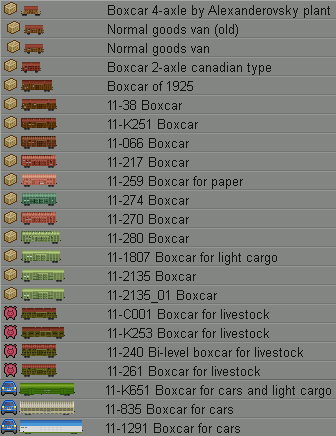 Boxcar 4-axle by Alexanderovsky plant
Normal goods van (old)
Normal goods van
Boxcar 2-axle canadian type
Boxcar of 1925
11-38 Boxcar
11-K251 Boxcar
11-066 Boxcar
11-217 Boxcar
11-259 Boxcar for paper
11-274 Boxcar
11-270 Boxcar
11-280 Boxcar
11-1807 Boxcar for light cargo
11-2135 Boxcar
11-2135_01 Boxcar
11-C001 Boxcar for livestock
11-K253 Boxcar for livestock
11-240 Bi-level boxcar for livestock
11-261 Boxcar for livestock
11-K651 Boxcar for cars and light cargo
11-835 Boxcar for cars
11-1291 Boxcar for cars